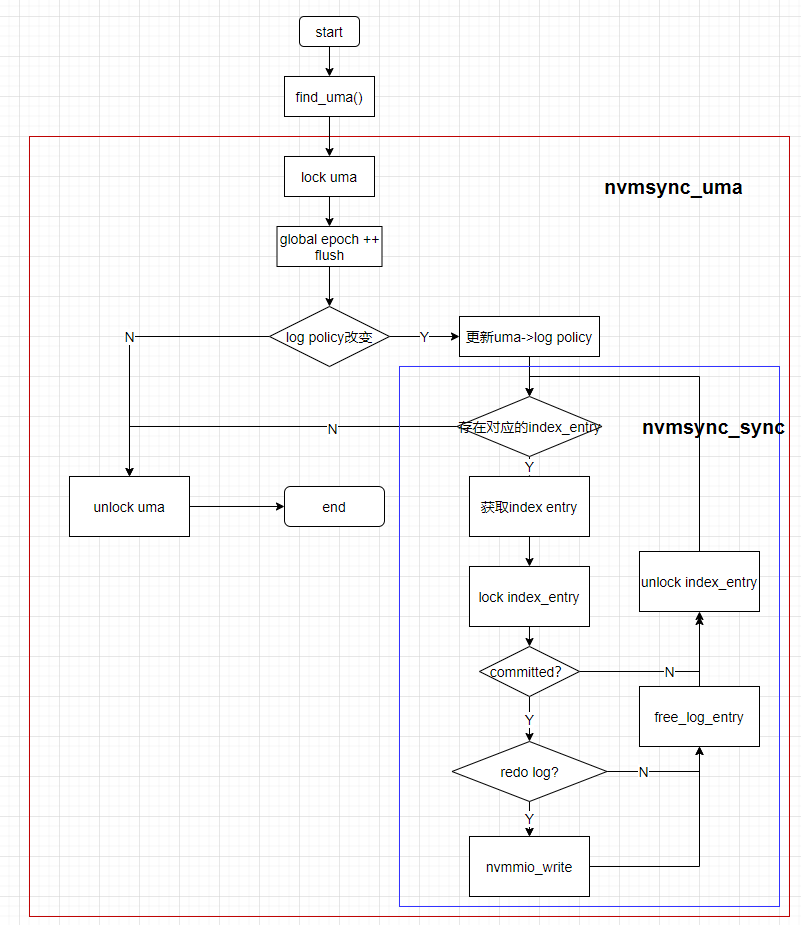 start
find_uma()
lock uma
nvmsync_uma
global epoch ++
flush
N
log policy改变
Y
更新uma->log policy
N
存在对应的index_entry
nvmsync_sync
Y
unlock uma
end
获取index entry
lock index_entry
unlock index_entry
committed?
N
Y
free_log_entry
redo log?
N
Y
nvmmio_write